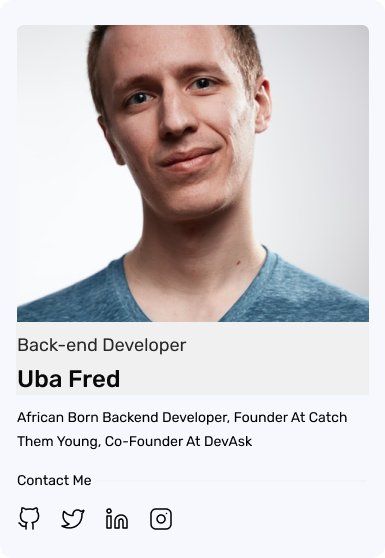 Back-end Developer
Uba Fred
African Born Backend Developer, Founder At Catch
Them Young, Co-Founder At DevAsk
Contact Me